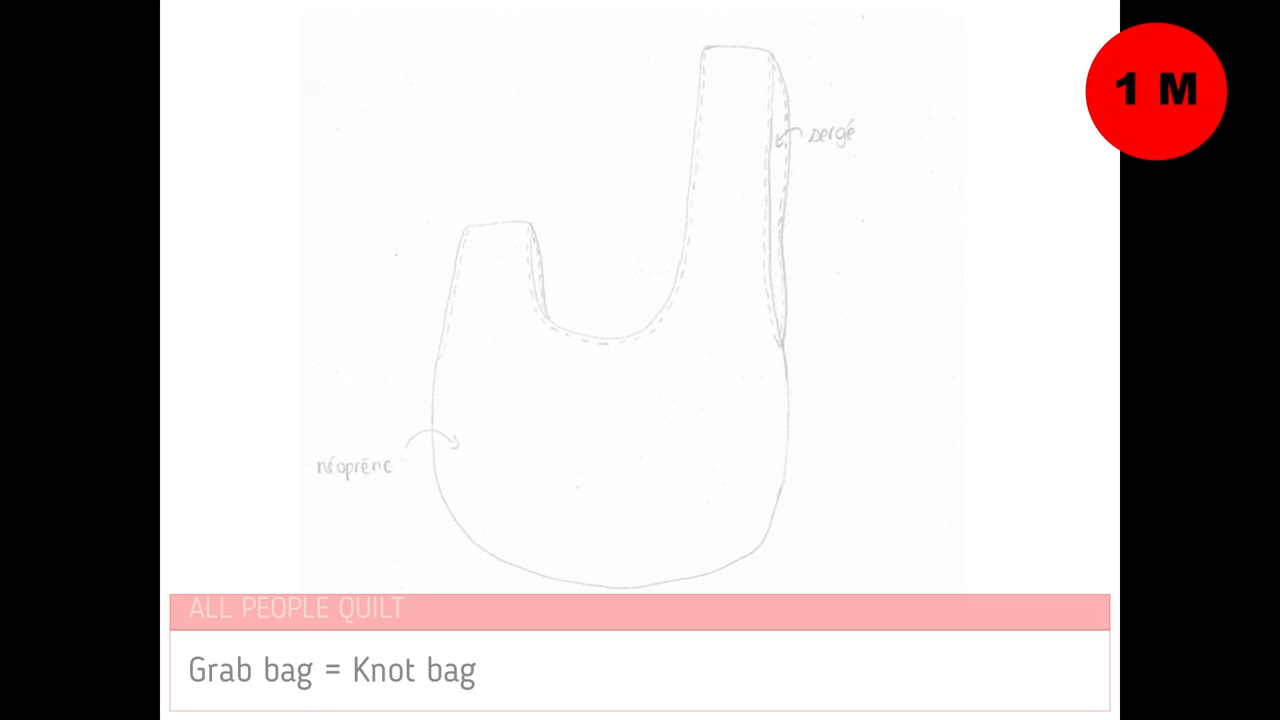 1 M
sergé
néoprène
ALL PEOPLE QUILT
Grab bag = Knot bag